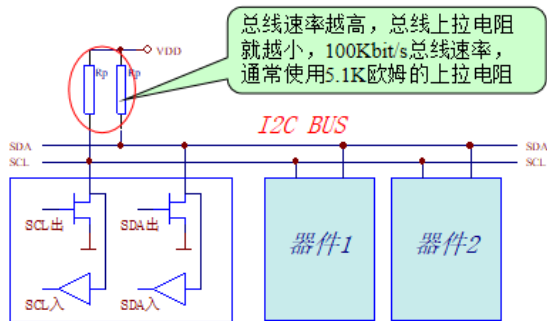 总线速率越高，总线上拉电阻
就越小，100Kbit/s总线速率，
通常使用5.1K欧姆的上拉电阻
VDD
Rp
Rp
I2C BUS
SDA
SDA
SCL
SCL
SCL出
SDA出
器件1
器件2
SCL入
SDA入